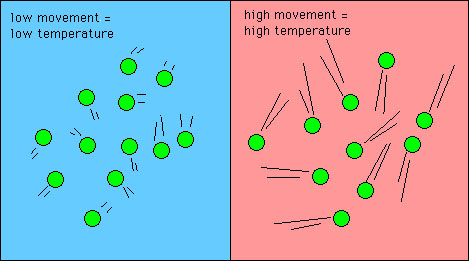 low movement =
low temperature
high movement =
high temperature